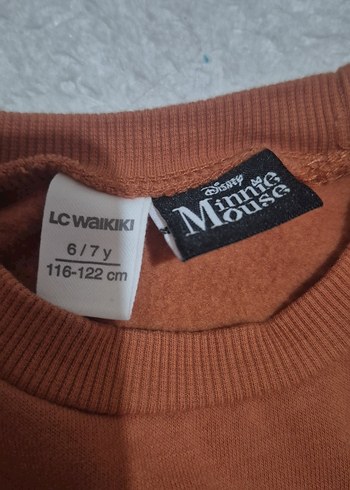 LC WAIKIKI
6 / 7 y
116-122 cm
Disney
Minnie
Mouse